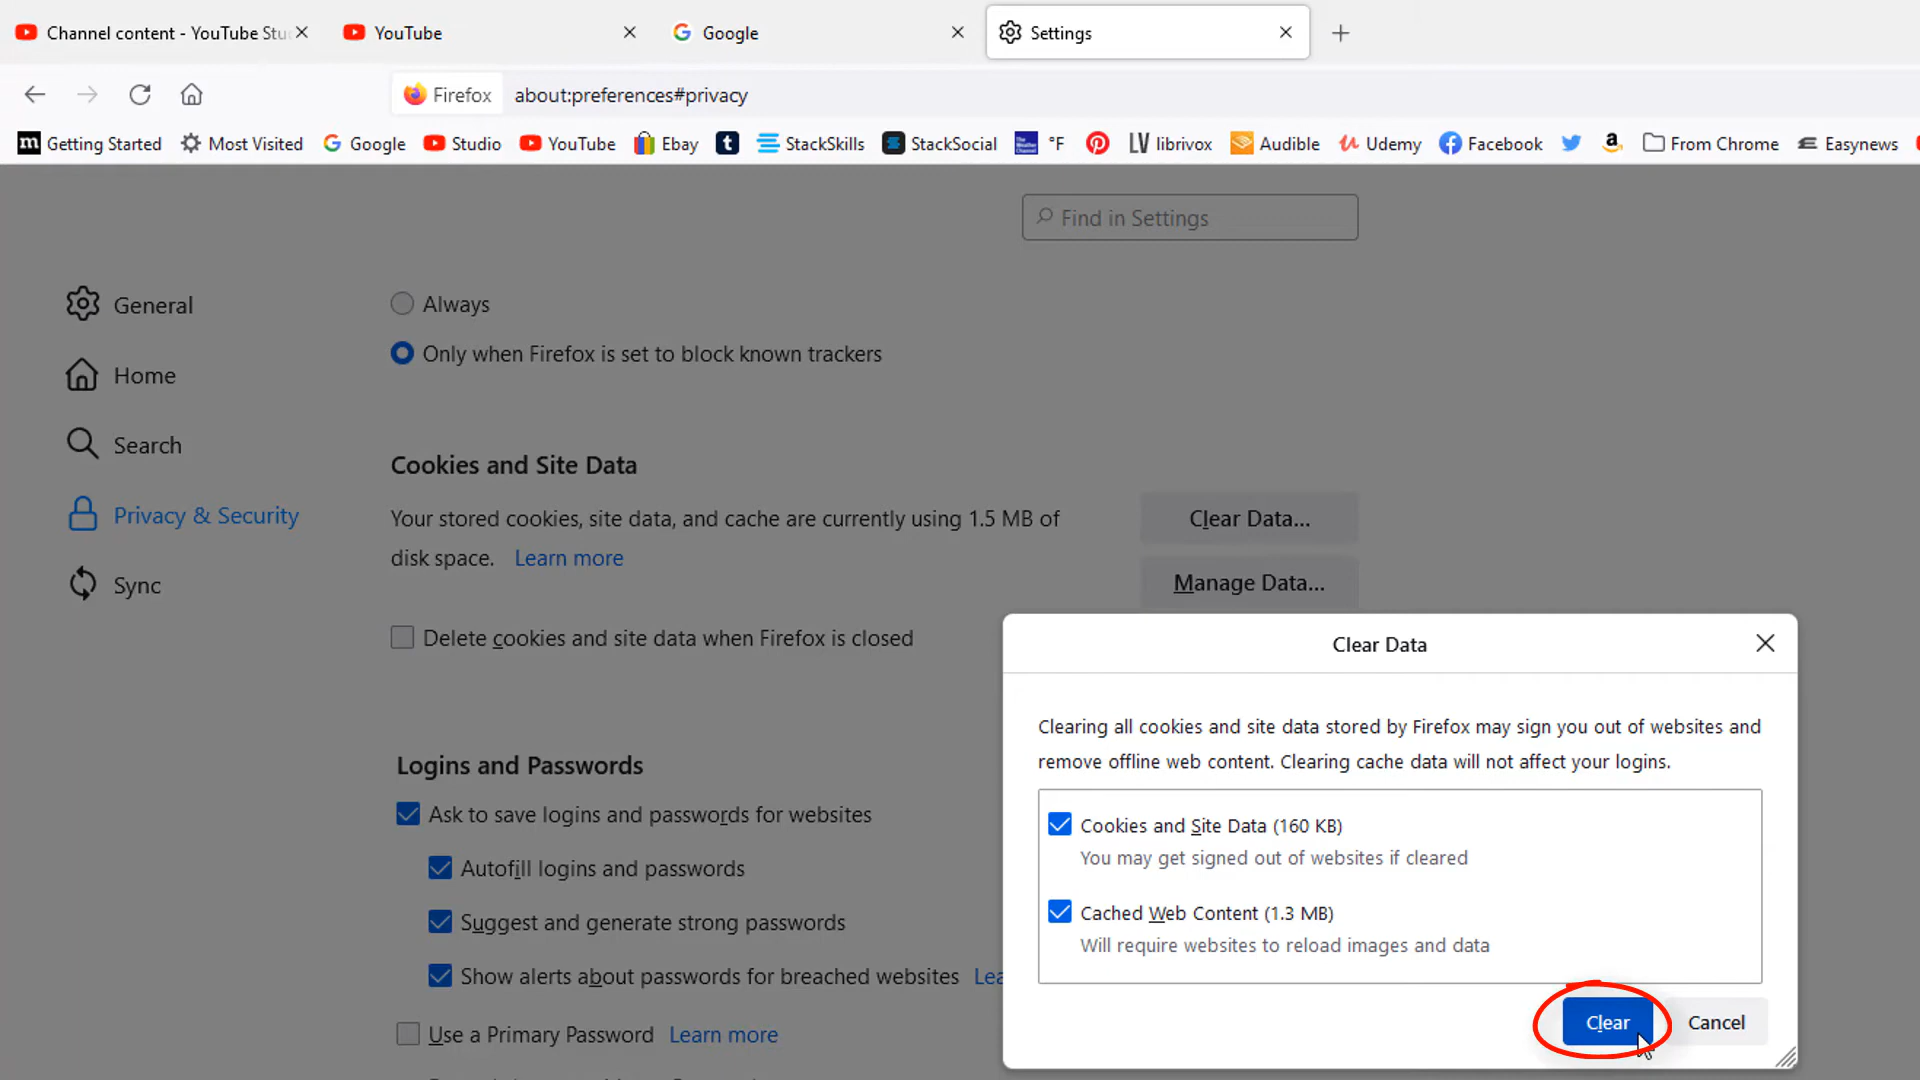 Channel content - YouTube Stu
YouTube
Google
Settings
Firefox
about:preferences#privacy
m Getting Started
Most Visited
Google
Studio
YouTube
Ebay
t
StackSkills
StackSocial
°F
LV librivox
Audible
Udemy
Facebook
a
From Chrome
Easynews
Find in Settings
General
Home
Search
Privacy & Security
Sync
Always
Only when Firefox is set to block known trackers
Cookies and Site Data
Your stored cookies, site data, and cache are currently using 1.5 MB of
disk space. Learn more
Clear Data...
Manage Data...
Delete cookies and site data when Firefox is closed
Logins and Passwords
Ask to save logins and passwords for websites
Autofill logins and passwords
Suggest and generate strong passwords
Show alerts about passwords for breached websites Lea
Use a Primary Password Learn more
Clear Data
Clearing all cookies and site data stored by Firefox may sign you out of websites and
remove offline web content. Clearing cache data will not affect your logins.
Cookies and Site Data (160 KB)
You may get signed out of websites if cleared
Cached Web Content (1.3 MB)
Will require websites to reload images and data
Clear
Cancel